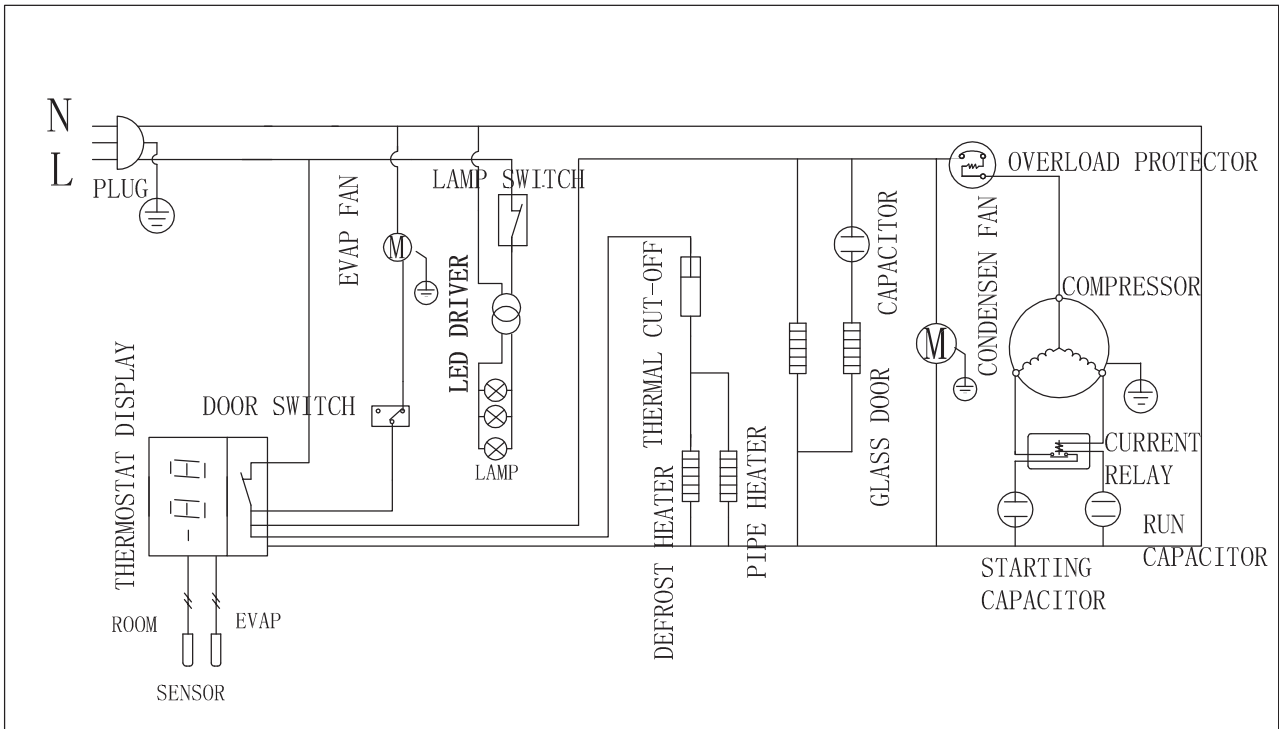 N
L
PLUG
EVAP FAN
M
LAMP SWITCH
LED DRIVER
LAMP
DOOR SWITCH
THERMOSTAT DISPLAY
ROOM
EVAP
SENSOR
THERMAL CUT-OFF
DEFROST HEATER
PIPE HEATER
CAPACITOR
GLASS DOOR
M
CONDENSEN FAN
OVERLOAD PROTECTOR
COMPRESSOR
CURRENT
RELAY
STARTING
CAPACITOR
RUN
CAPACITOR